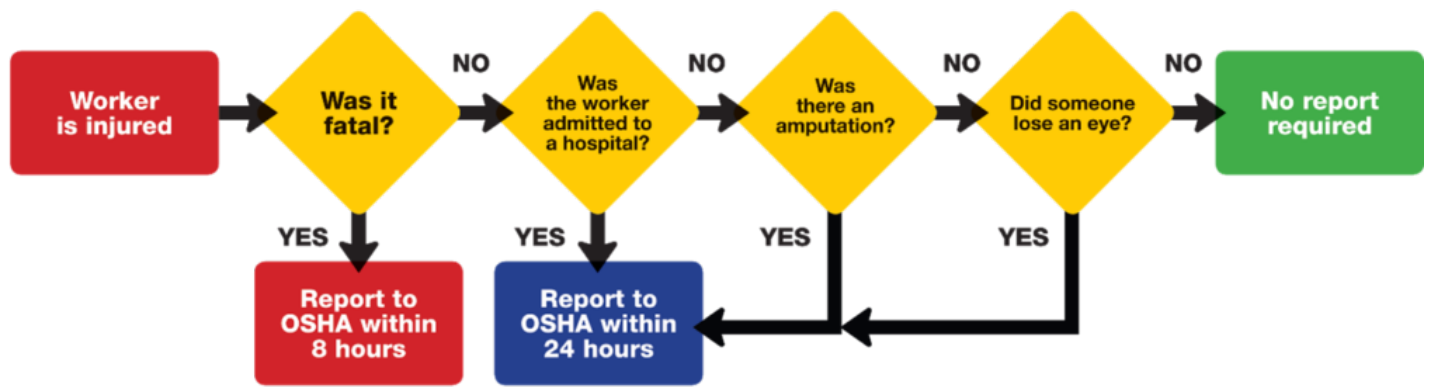 Worker
is injured
Was it
fatal?
NO
Was
the worker
admitted to
a hospital?
NO
Was
there an
amputation?
NO
Did someone
lose an eye?
NO
No report
required
YES
Report to
OSHA within
8 hours
YES
Report to
OSHA within
24 hours
YES
YES